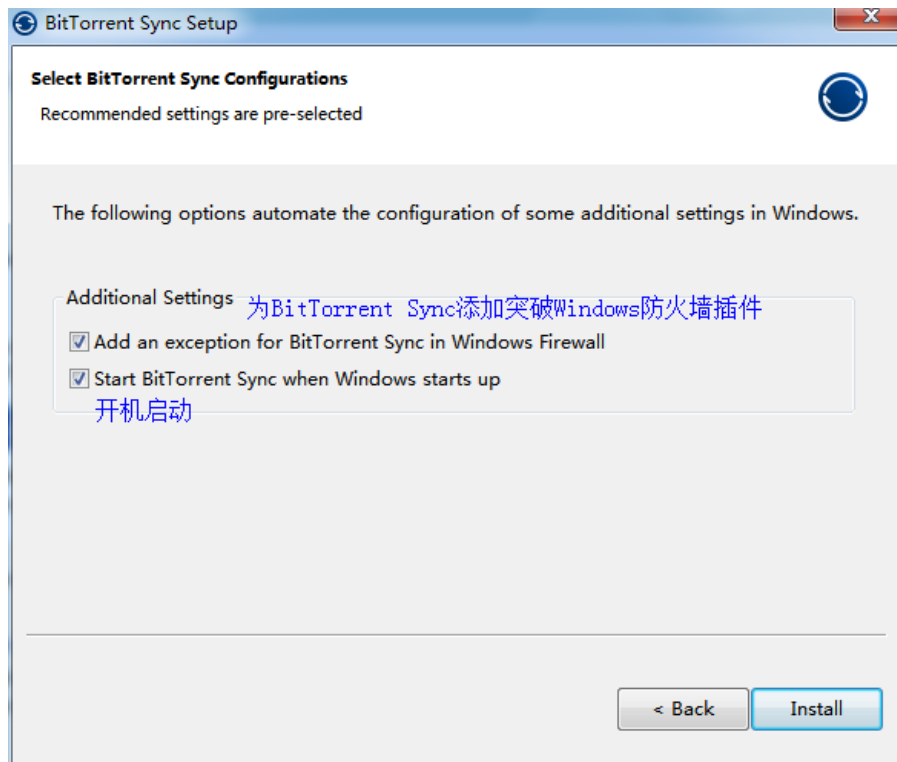 BitTorrent Sync Setup
Select BitTorrent Sync Configurations
Recommended settings are pre-selected
The following options automate the configuration of some additional settings in Windows.
Additional Settings
为BitTorrent Sync添加突破Windows防火墙插件
Add an exception for BitTorrent Sync in Windows Firewall
Start BitTorrent Sync when Windows starts up
开机启动
< Back
Install